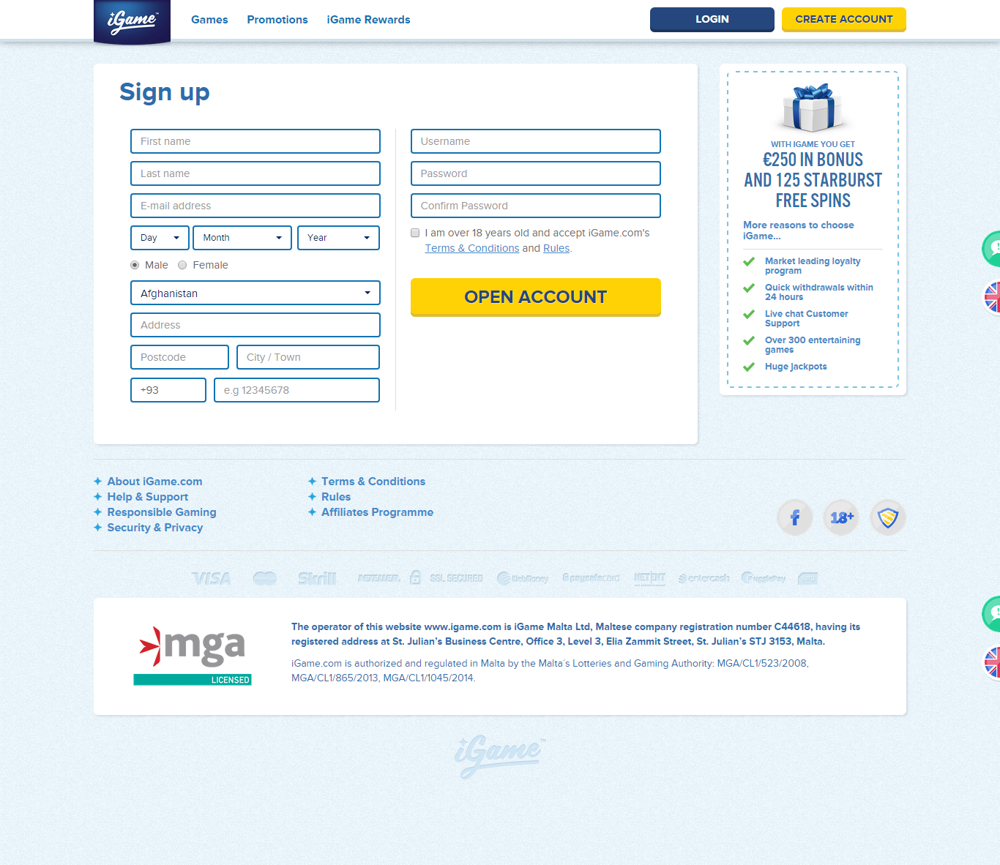 iGame™
Games
Promotions
iGame Rewards
LOGIN
CREATE ACCOUNT
Sign up
First name
Last name
E-mail address
Day
Month
Year
Male
Female
Afghanistan
Address
Postcode
City / Town
+93
e.g 12345678
Username
Password
Confirm Password
I am over 18 years old and accept iGame.com's
Terms & Conditions and Rules.
OPEN ACCOUNT
WITH IGAME YOU GET
€250 IN BONUS
AND 125 STARBURST
FREE SPINS
More reasons to choose
iGame...
Market leading loyalty
program
Quick withdrawals within
24 hours
Live chat Customer
Support
Over 300 entertaining
games
Huge jackpots
About iGame.com
Help & Support
Responsible Gaming
Security & Privacy
Terms & Conditions
Rules
Affiliates Programme
f
18+
VISA
Skrill
NETELLER.
SSL SECURED
WebMoney
paysafecard
NETENT
entercash
PugglePay
mga
LICENSED
The operator of this website www.igame.com is iGame Malta Ltd, Maltese company registration number C44618, having its
registered address at St. Julian’s Business Centre, Office 3, Level 3, Elia Zammit Street, St. Julian’s STJ 3153, Malta.
iGame.com is authorized and regulated in Malta by the Malta´s Lotteries and Gaming Authority: MGA/CL1/523/2008,
MGA/CL1/865/2013, MGA/CL1/1045/2014.
iGame™